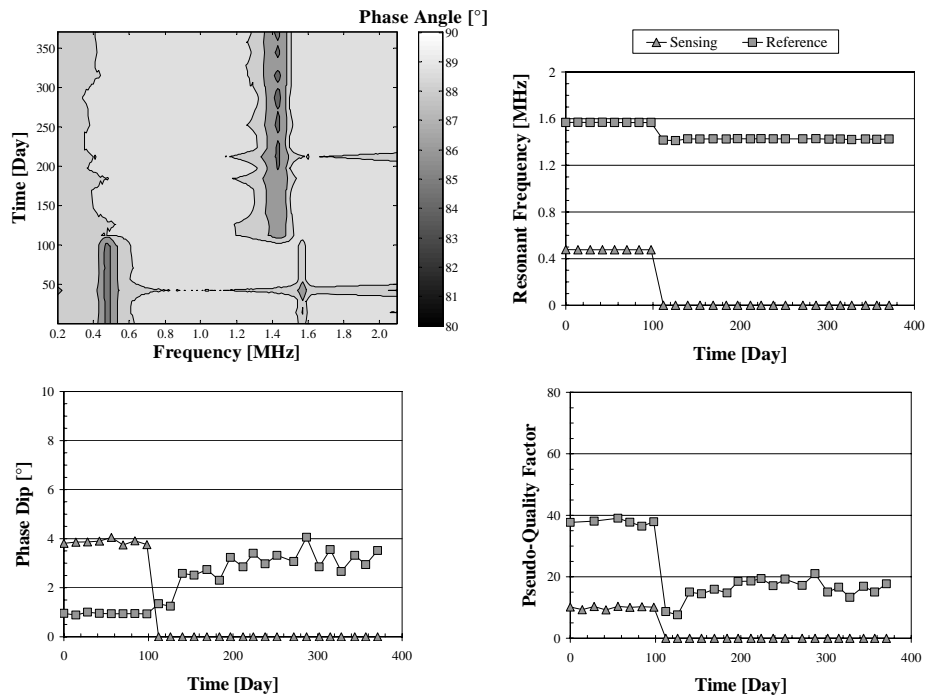 Phase Angle [°]
350
300
250
200
150
100
50
Time [Day]
0.2 0.4 0.6 0.8 1.0 1.2 1.4 1.6 1.8 2.0
Frequency [MHz]
90
89
88
87
86
85
84
83
82
81
80
Sensing Reference
2
1.6
1.2
0.8
0.4
0
Resonant Frequency [MHz]
0 100 200 300 400
Time [Day]
10
8
6
4
2
0
Phase Dip [°]
0 100 200 300 400
Time [Day]
80
60
40
20
0
Pseudo-Quality Factor
0 100 200 300 400
Time [Day]